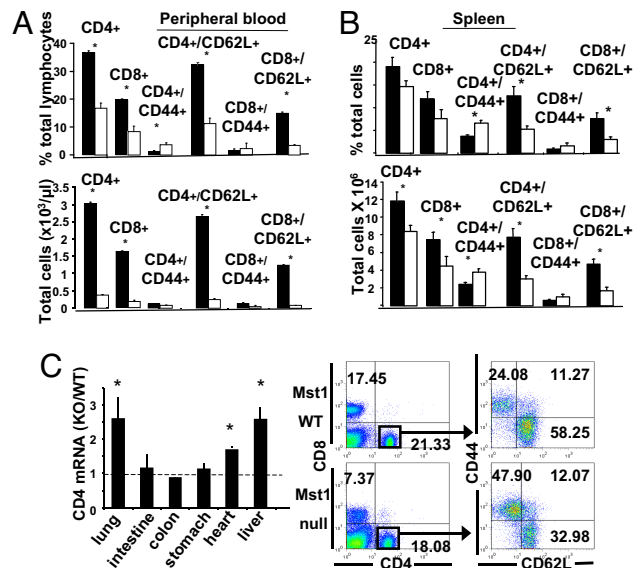 A
Peripheral blood
CD4+
CD8+
CD4+/
CD44+
CD4+/CD62L+
CD8+/
CD44+
CD8+/
CD62L+
% total lymphocytes
40
30
20
10
0
* * * * *
CD4+
CD8+
CD4+/
CD44+
CD4+/CD62L+
CD8+/
CD44+
CD8+/
CD62L+
Total cells (x10³/µl)
3.5
3
2.5
2
1.5
1
0.5
0
* * * *
B
Spleen
CD4+
CD8+
CD4+/
CD44+
CD4+/
CD62L+
CD8+/
CD44+
CD8+/
CD62L+
% total cells
25
* * *
CD4+
CD8+
CD4+/
CD44+
CD4+/
CD62L+
CD8+/
CD44+
CD8+/
CD62L+
Total cells X 10⁶
14
12
10
8
6
4
2
* * * * *
C
CD4 mRNA (KO/WT)
3
2
1
0
* * *
lung
intestine
colon
stomach
heart
liver
Mst1
WT
CD8
17.45
21.33
CD44
24.08
11.27
58.25
Mst1
null
7.37
18.08
47.90
12.07
32.98
CD4
CD62L